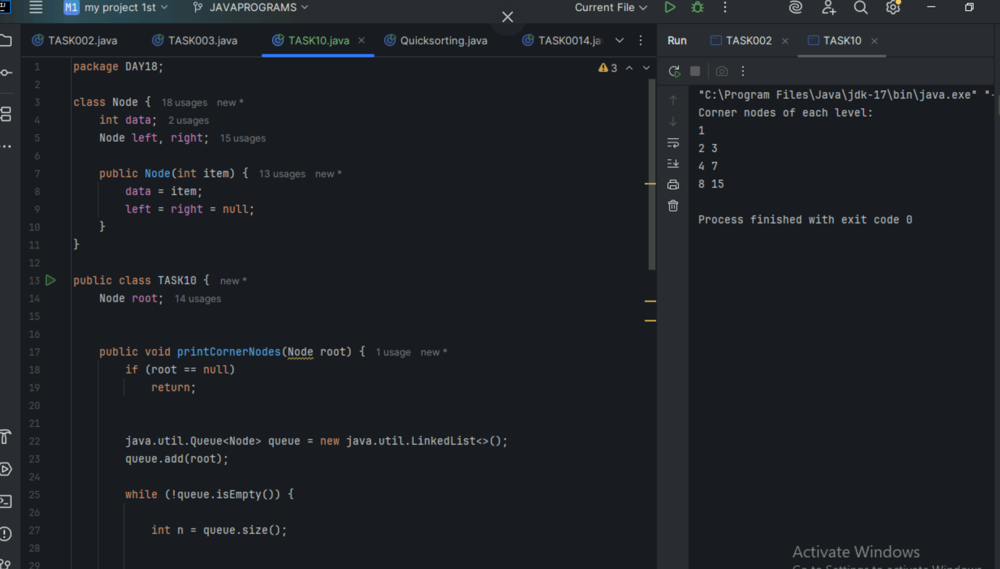 M1 my project 1st
JAVAPROGRAMS
Current File
TASK002.java
TASK003.java
TASK10.java
Quicksorting.java
TASK0014.ja
3
1 package DAY18;
2
3 class Node { 18 usages new *
4 int data; 2 usages
5 Node left, right; 15 usages
6
7 public Node(int item) { 13 usages new *
8 data = item;
9 left = right = null;
10 }
11 }
12
13 public class TASK10 { new *
14 Node root; 14 usages
15
16
17 public void printCornerNodes(Node root) { 1 usage new *
18 if (root == null)
19 return;
20
21
22 java.util.Queue<Node> queue = new java.util.LinkedList<>();
23 queue.add(root);
24
25 while (!queue.isEmpty()) {
26
27 int n = queue.size();
28
29
Run
TASK002
TASK10
"C:\Program Files\Java\jdk-17\bin\java.exe" "-
Corner nodes of each level:
1
2 3
4 7
8 15
Process finished with exit code 0
Activate Windows
Go to Settings to activate Windows.